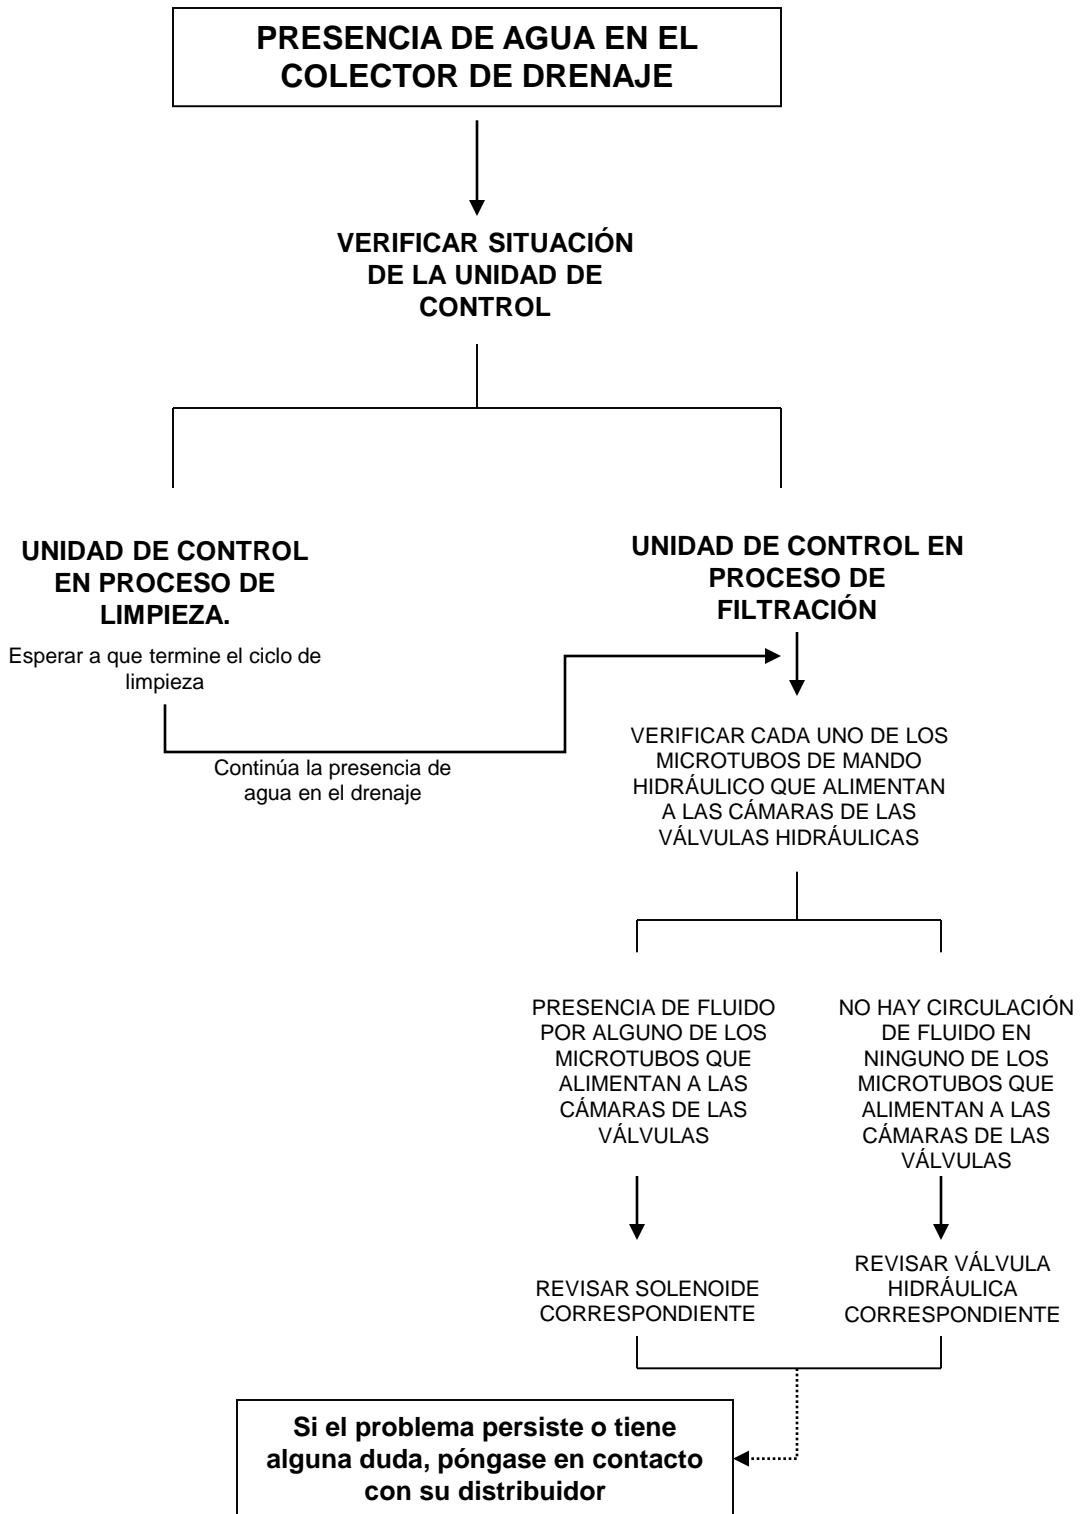 PRESENCIA DE AGUA EN EL
COLECTOR DE DRENAJE
VERIFICAR SITUACIÓN
DE LA UNIDAD DE
CONTROL
UNIDAD DE CONTROL
EN PROCESO DE
LIMPIEZA.
Esperar a que termine el ciclo de
limpieza
Continúa la presencia de
agua en el drenaje
UNIDAD DE CONTROL EN
PROCESO DE
FILTRACIÓN
VERIFICAR CADA UNO DE LOS
MICROTUBOS DE MANDO
HIDRÁULICO QUE ALIMENTAN
A LAS CÁMARAS DE LAS
VÁLVULAS HIDRÁULICAS
PRESENCIA DE FLUIDO
POR ALGUNO DE LOS
MICROTUBOS QUE
ALIMENTAN A LAS
CÁMARAS DE LAS
VÁLVULAS
NO HAY CIRCULACIÓN
DE FLUIDO EN
NINGUNO DE LOS
MICROTUBOS QUE
ALIMENTAN A LAS
CÁMARAS DE LAS
VÁLVULAS
REVISAR SOLENOIDE
CORRESPONDIENTE
REVISAR VÁLVULA
HIDRÁULICA
CORRESPONDIENTE
Si el problema persiste o tiene
alguna duda, póngase en contacto
con su distribuidor